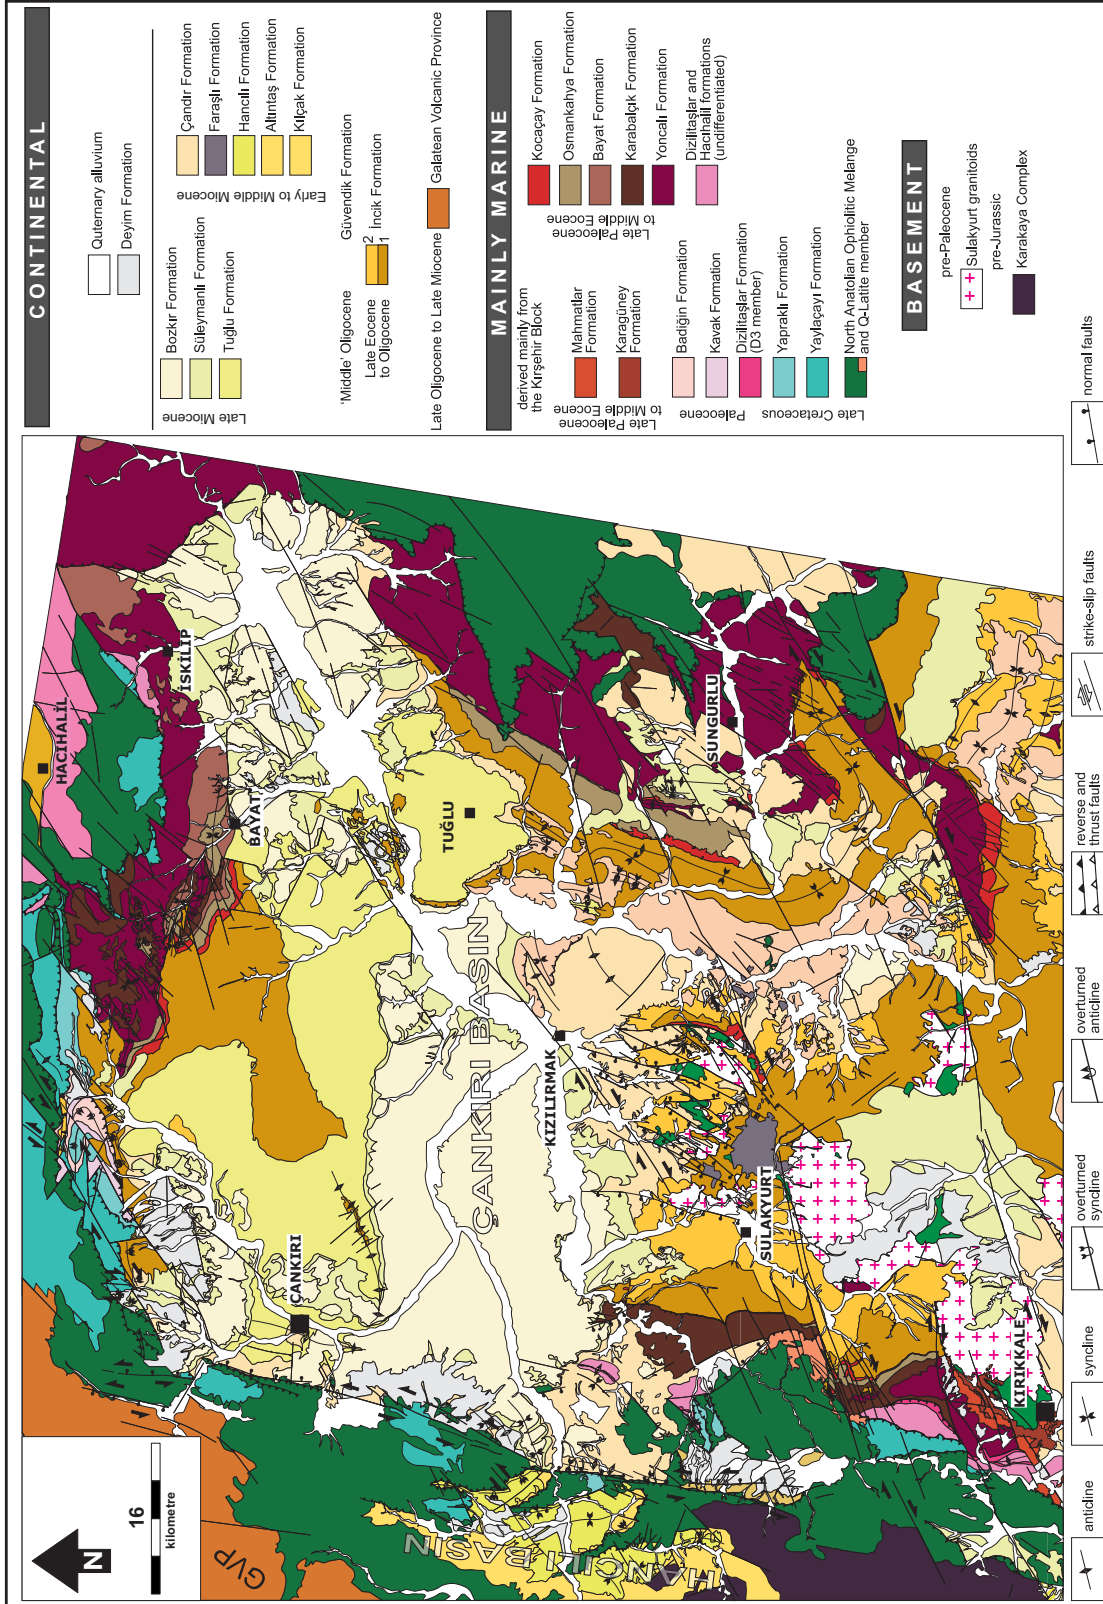 CONTINENTAL
Quternary alluvium
Deyim Formation
Late Miocene
Bozkır Formation
Süleymanlı Formation
Tuğlu Formation
Early to Middle Miocene
Çandır Formation
Faraşlı Formation
Hancılı Formation
Altıntaş Formation
Kılçak Formation
'Middle' Oligocene
Güvendik Formation
Late Eocene
to Oligocene
2
1
İncik Formation
Late Oligocene to Late Miocene
Galatean Volcanic Province
MAINLY MARINE
derived mainly from
the Kırşehir Block
Late Paleocene
to Middle Eocene
Mahmatlar
Formation
Karagüney
Formation
Late Paleocene
to Middle Eocene
Kocaçay Formation
Osmankahya Formation
Bayat Formation
Karabalçık Formation
Yoncalı Formation
Dizilitaşlar and
Hacıhalil formations
(undifferentiated)
Paleocene
Badiğin Formation
Kavak Formation
Dizilitaşlar Formation
(D3 member)
Late Cretaceous
Yapraklı Formation
Yaylaçayı Formation
North Anatolian Ophiolitic Melange
and Q-Latite member
BASEMENT
pre-Paleocene
Sulakyurt granitoids
pre-Jurassic
Karakaya Complex
N
16
kilometre
GVP
HANCILI BASIN
ÇANKIRI BASIN
HACIHALİL
İSKİLİP
BAYAT
TUĞLU
ÇANKIRI
KIZILIRMAK
SUNGURLU
SULAKYURT
KIRIKKALE
anticline
syncline
overturned
syncline
overturned
anticline
reverse and
thrust faults
strike-slip faults
normal faults